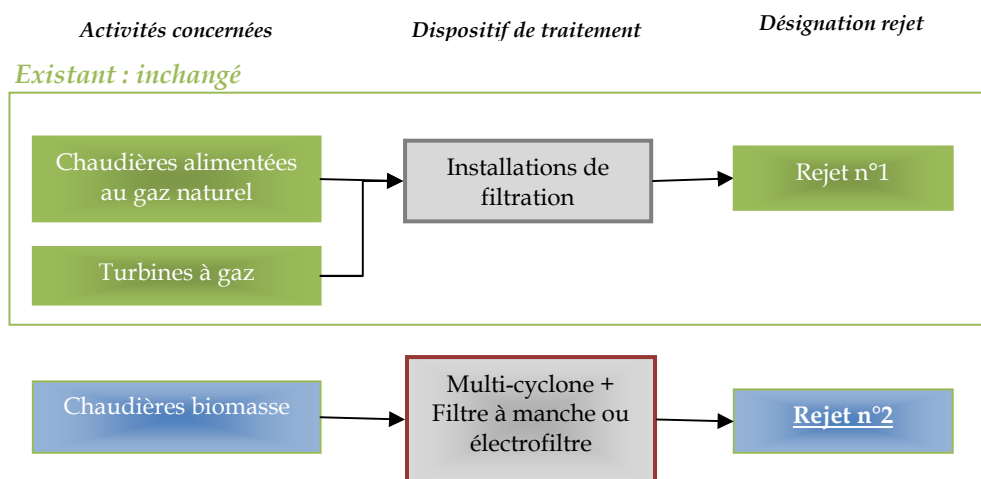 Activités concernées
Dispositif de traitement
Désignation rejet
Existant : inchangé
Chaudières alimentées
au gaz naturel
Installations de
filtration
Rejet n°1
Turbines à gaz
Chaudières biomasse
Multi-cyclone +
Filtre à manche ou
électrofiltre
Rejet n°2